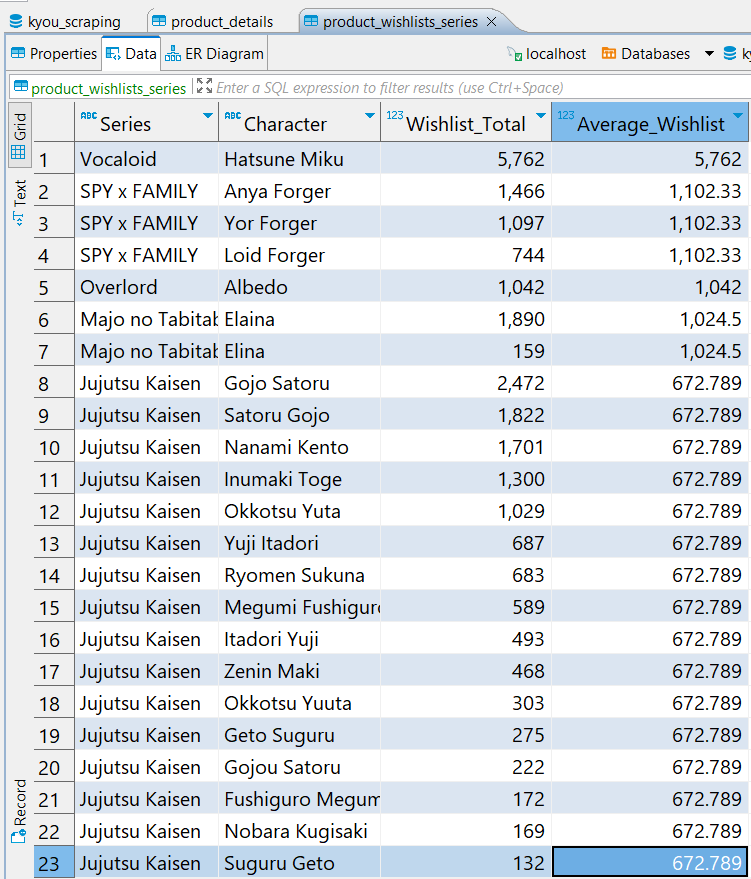 kyou_scraping product_details product_wishlists_series
Properties Data ER Diagram localhost Databases ky
product_wishlists_series Enter a SQL expression to filter results (use Ctrl+Space)
Grid
Text
Record
ABC Series ABC Character 123 Wishlist_Total 123 Average_Wishlist
1 Vocaloid Hatsune Miku 5,762 5,762
2 SPY x FAMILY Anya Forger 1,466 1,102.33
3 SPY x FAMILY Yor Forger 1,097 1,102.33
4 SPY x FAMILY Loid Forger 744 1,102.33
5 Overlord Albedo 1,042 1,042
6 Majo no Tabitab Elaina 1,890 1,024.5
7 Majo no Tabitab Elina 159 1,024.5
8 Jujutsu Kaisen Gojo Satoru 2,472 672.789
9 Jujutsu Kaisen Satoru Gojo 1,822 672.789
10 Jujutsu Kaisen Nanami Kento 1,701 672.789
11 Jujutsu Kaisen Inumaki Toge 1,300 672.789
12 Jujutsu Kaisen Okkotsu Yuta 1,029 672.789
13 Jujutsu Kaisen Yuji Itadori 687 672.789
14 Jujutsu Kaisen Ryomen Sukuna 683 672.789
15 Jujutsu Kaisen Megumi Fushiguro 589 672.789
16 Jujutsu Kaisen Itadori Yuji 493 672.789
17 Jujutsu Kaisen Zenin Maki 468 672.789
18 Jujutsu Kaisen Okkotsu Yuuta 303 672.789
19 Jujutsu Kaisen Geto Suguru 275 672.789
20 Jujutsu Kaisen Gojou Satoru 222 672.789
21 Jujutsu Kaisen Fushiguro Megum 172 672.789
22 Jujutsu Kaisen Nobara Kugisaki 169 672.789
23 Jujutsu Kaisen Suguru Geto 132 672.789